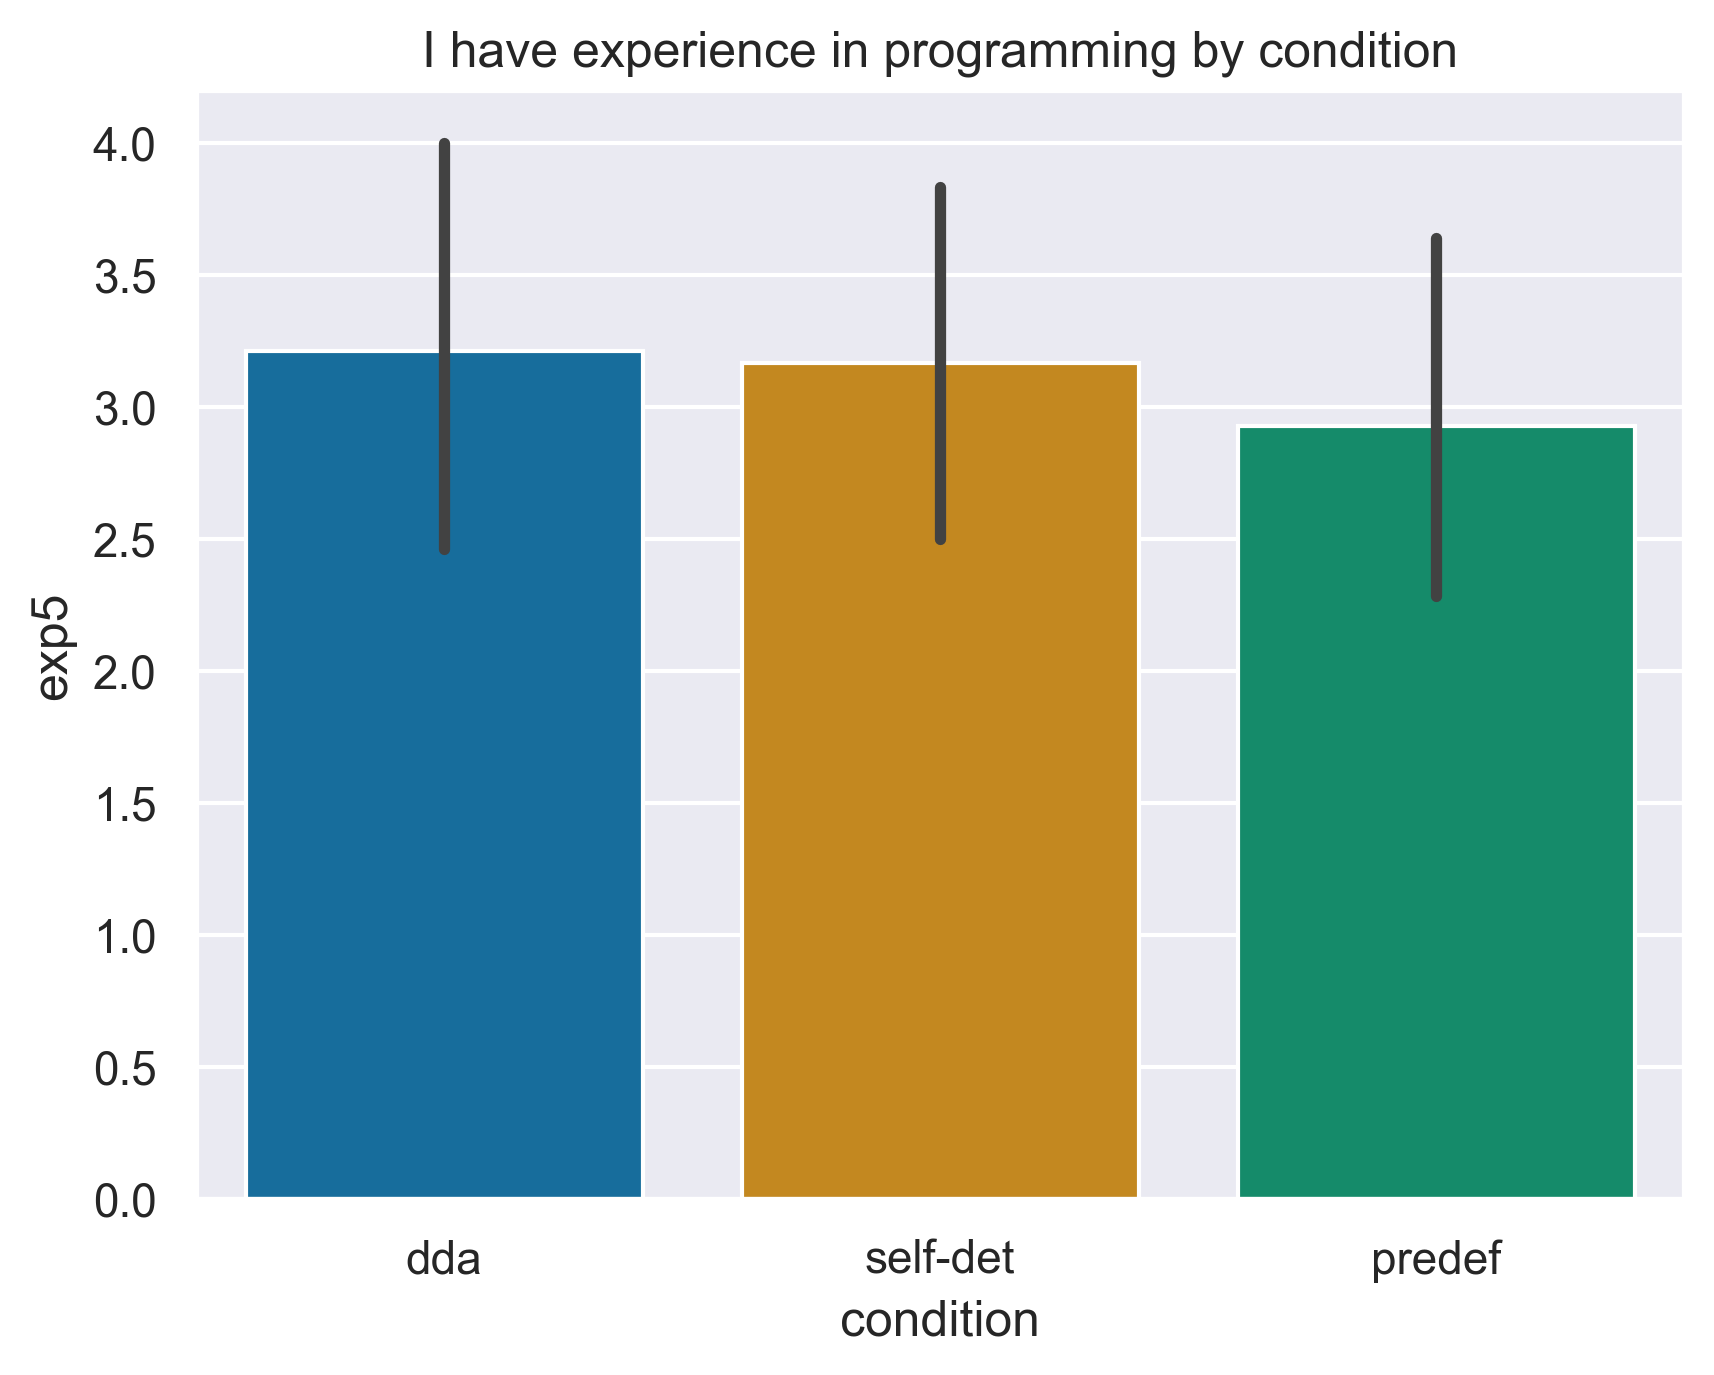 I have experience in programming by condition
4.0
3.5
3.0
2.5
2.0
1.5
1.0
0.5
0.0
exp5
dda self-det predef
condition